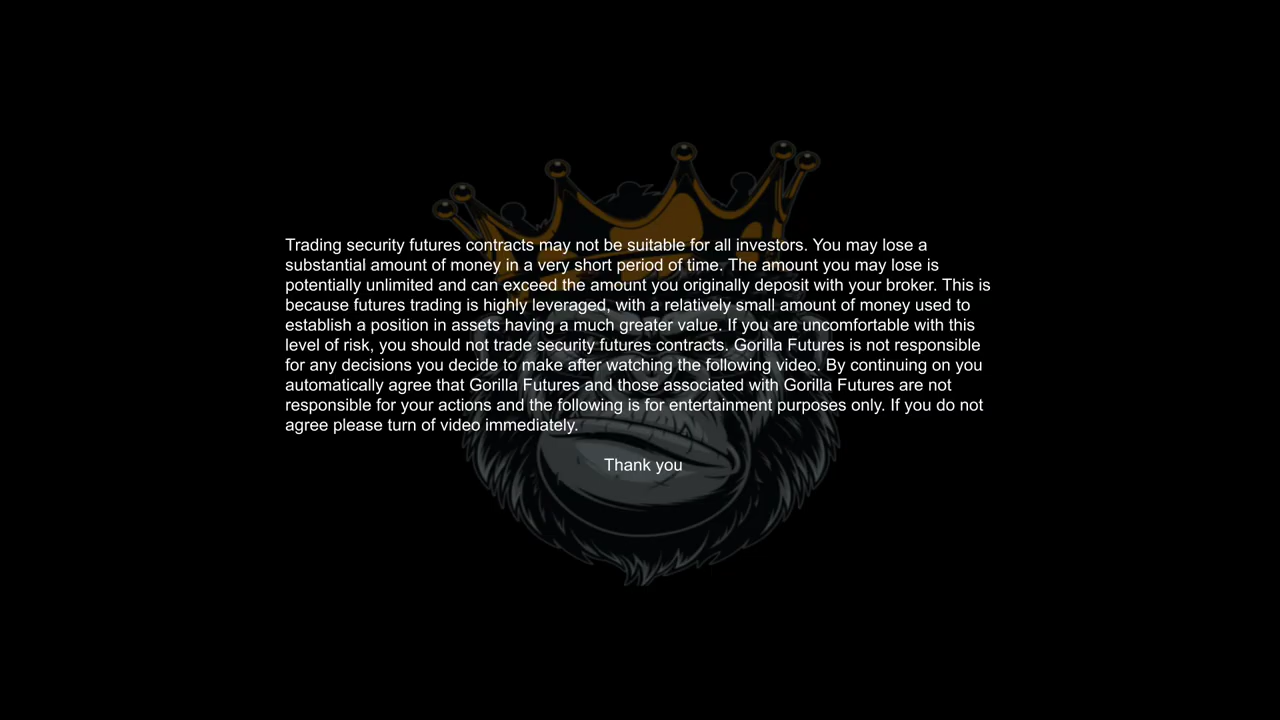 Trading security futures contracts may not be suitable for all investors. You may lose a
substantial amount of money in a very short period of time. The amount you may lose is
potentially unlimited and can exceed the amount you originally deposit with your broker. This is
because futures trading is highly leveraged, with a relatively small amount of money used to
establish a position in assets having a much greater value. If you are uncomfortable with this
level of risk, you should not trade security futures contracts. Gorilla Futures is not responsible
for any decisions you decide to make after watching the following video. By continuing on you
automatically agree that Gorilla Futures and those associated with Gorilla Futures are not
responsible for your actions and the following is for entertainment purposes only. If you do not
agree please turn of video immediately.
Thank you